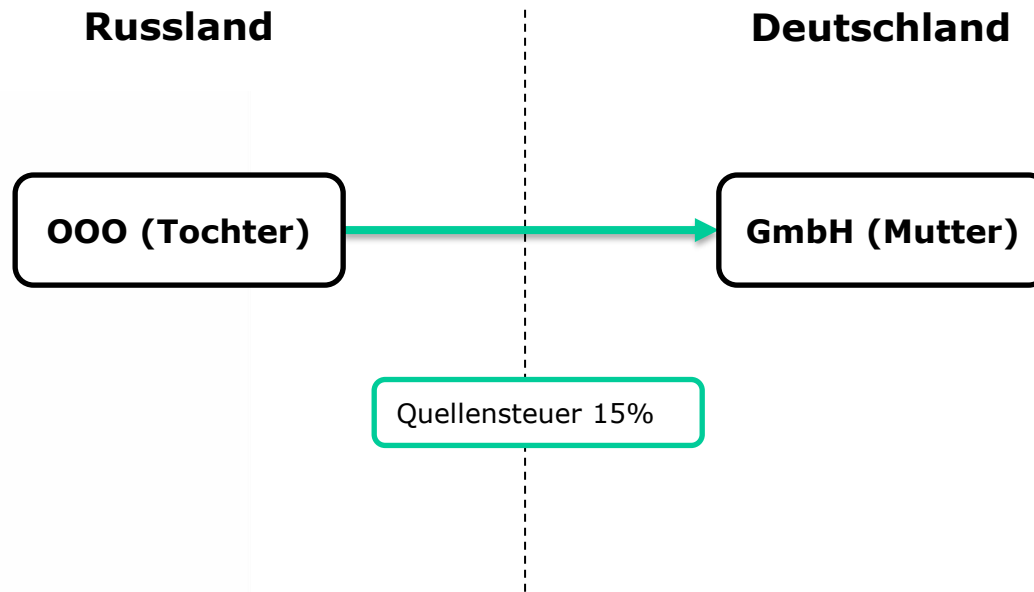 Russland
Deutschland
OOO (Tochter)
GmbH (Mutter)
Quellensteuer 15%